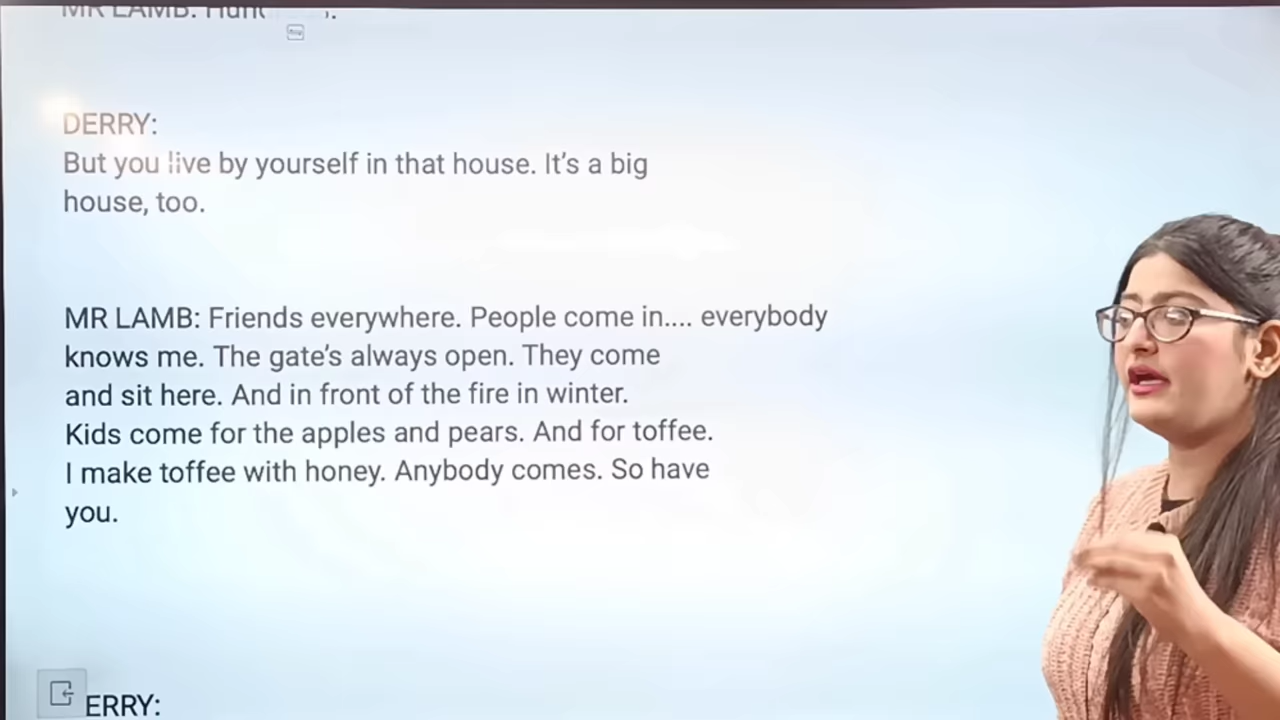 MR LAMB:
DERRY:
But you live by yourself in that house. It’s a big
house, too.
MR LAMB: Friends everywhere. People come in.... everybody
knows me. The gate’s always open. They come
and sit here. And in front of the fire in winter.
Kids come for the apples and pears. And for toffee.
I make toffee with honey. Anybody comes. So have
you.
ERRY: